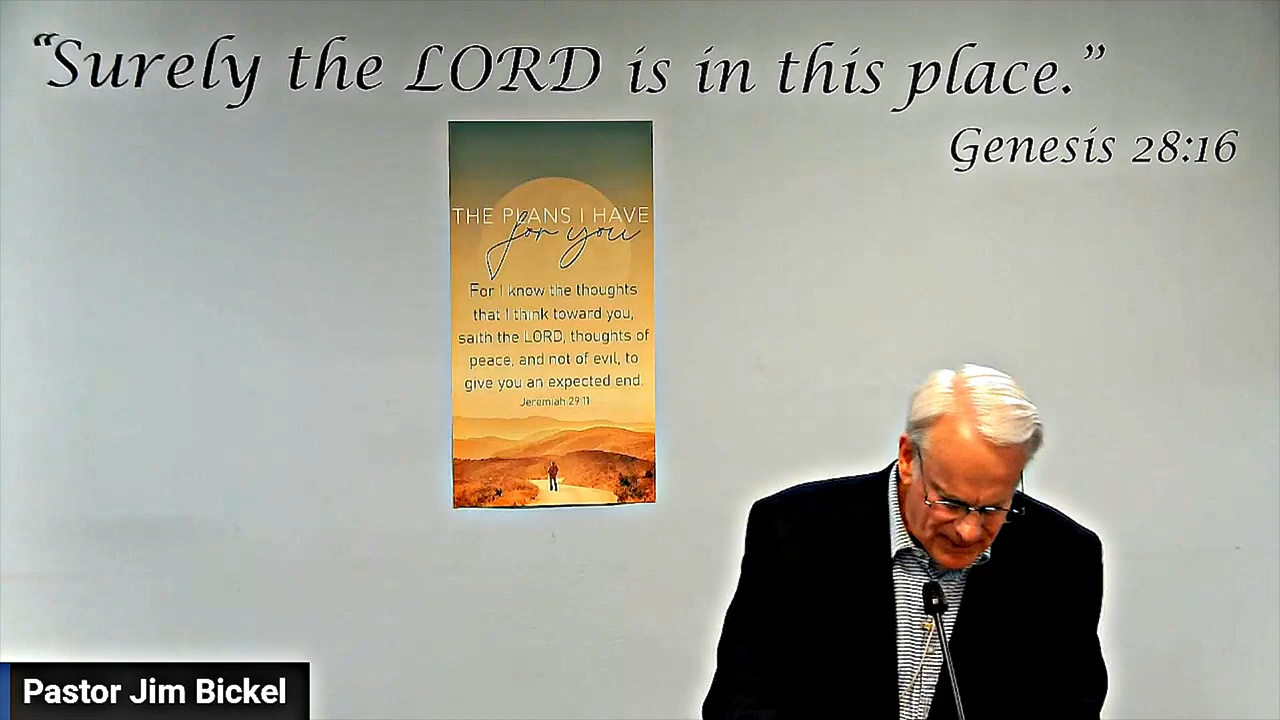 “Surely the LORD is in this place.”
Genesis 28:16
THE PLANS I HAVE
for you
For I know the thoughts
that I think toward you,
saith the LORD, thoughts of
peace, and not of evil, to
give you an expected end.
Jeremiah 29:11
Pastor Jim Bickel